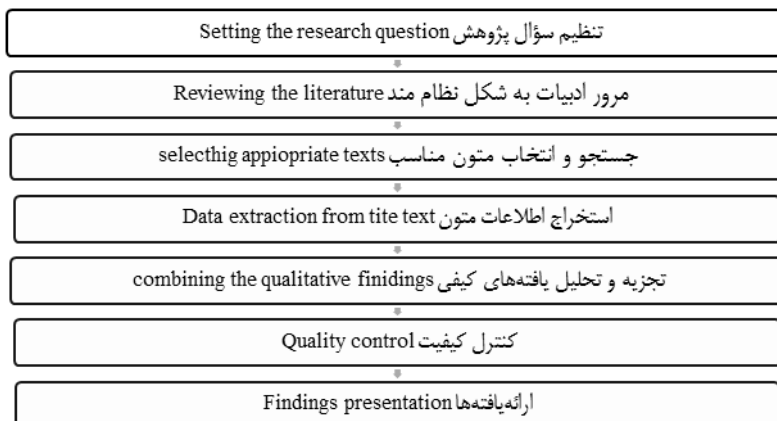 تنظیم سؤال پژوهش Setting the research question
مرور ادبیات به شکل نظام مند Reviewing the literature
جستجو و انتخاب متون مناسب selecthig appiopriate texts
استخراج اطلاعات متون Data extraction from tite text
تجزیه و تحلیل یافته‌های کیفی combining the qualitative finidings
کنترل کیفیت Quality control
ارائه‌یافته‌ها Findings presentation